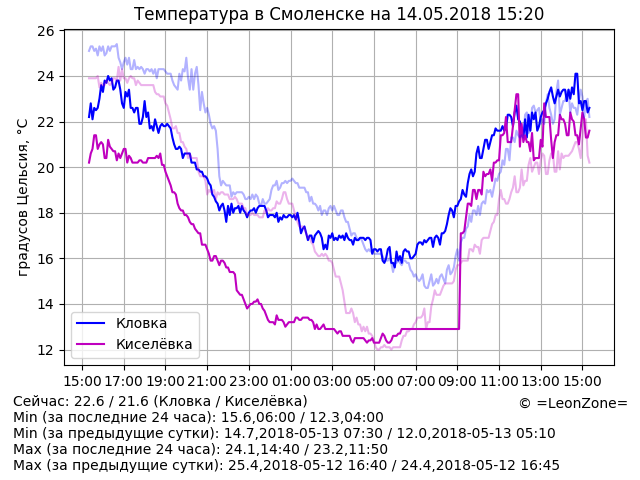 Температура в Смоленске на 14.05.2018 15:20
градусов Цельсия, °C
26
24
22
20
18
16
14
12
Кловка
Киселёвка
15:00 17:00 19:00 21:00 23:00 01:00 03:00 05:00 07:00 09:00 11:00 13:00 15:00
Сейчас: 22.6 / 21.6 (Кловка / Киселёвка)
© =LeonZone=
Min (за последние 24 часа): 15.6,06:00 / 12.3,04:00
Min (за предыдущие сутки): 14.7,2018-05-13 07:30 / 12.0,2018-05-13 05:10
Max (за последние 24 часа): 24.1,14:40 / 23.2,11:50
Max (за предыдущие сутки): 25.4,2018-05-12 16:40 / 24.4,2018-05-12 16:45